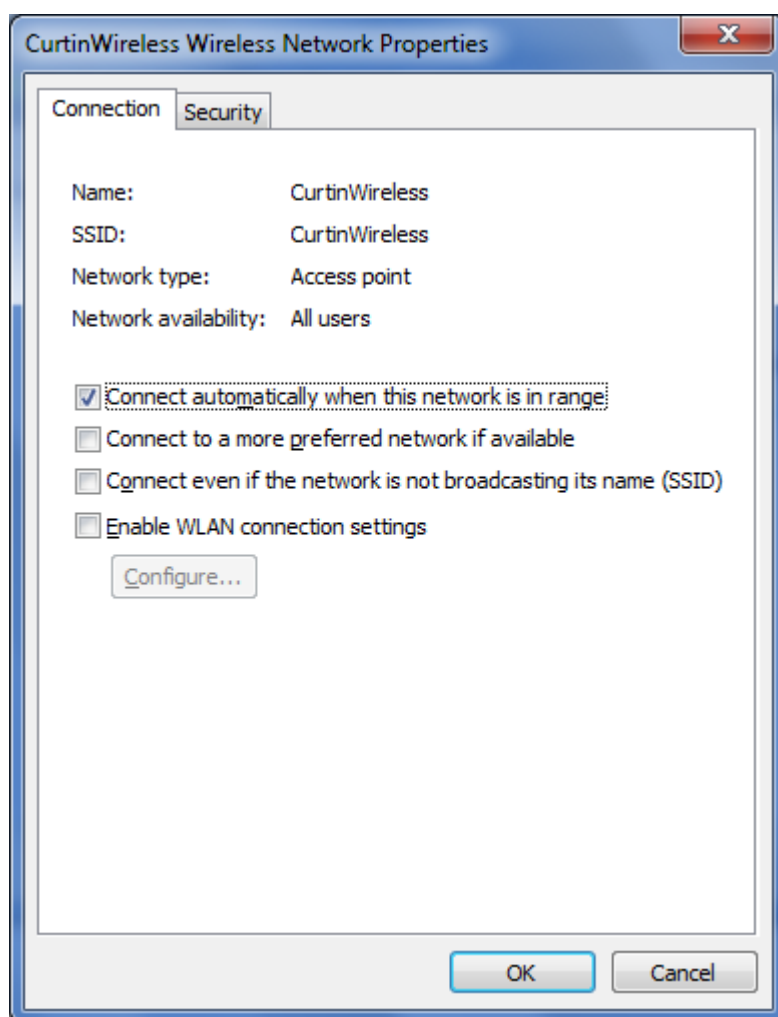 CurtinWireless Wireless Network Properties
Connection
Security
Name: CurtinWireless
SSID: CurtinWireless
Network type: Access point
Network availability: All users
Connect automatically when this network is in range
Connect to a more preferred network if available
Connect even if the network is not broadcasting its name (SSID)
Enable WLAN connection settings
Configure...
OK Cancel